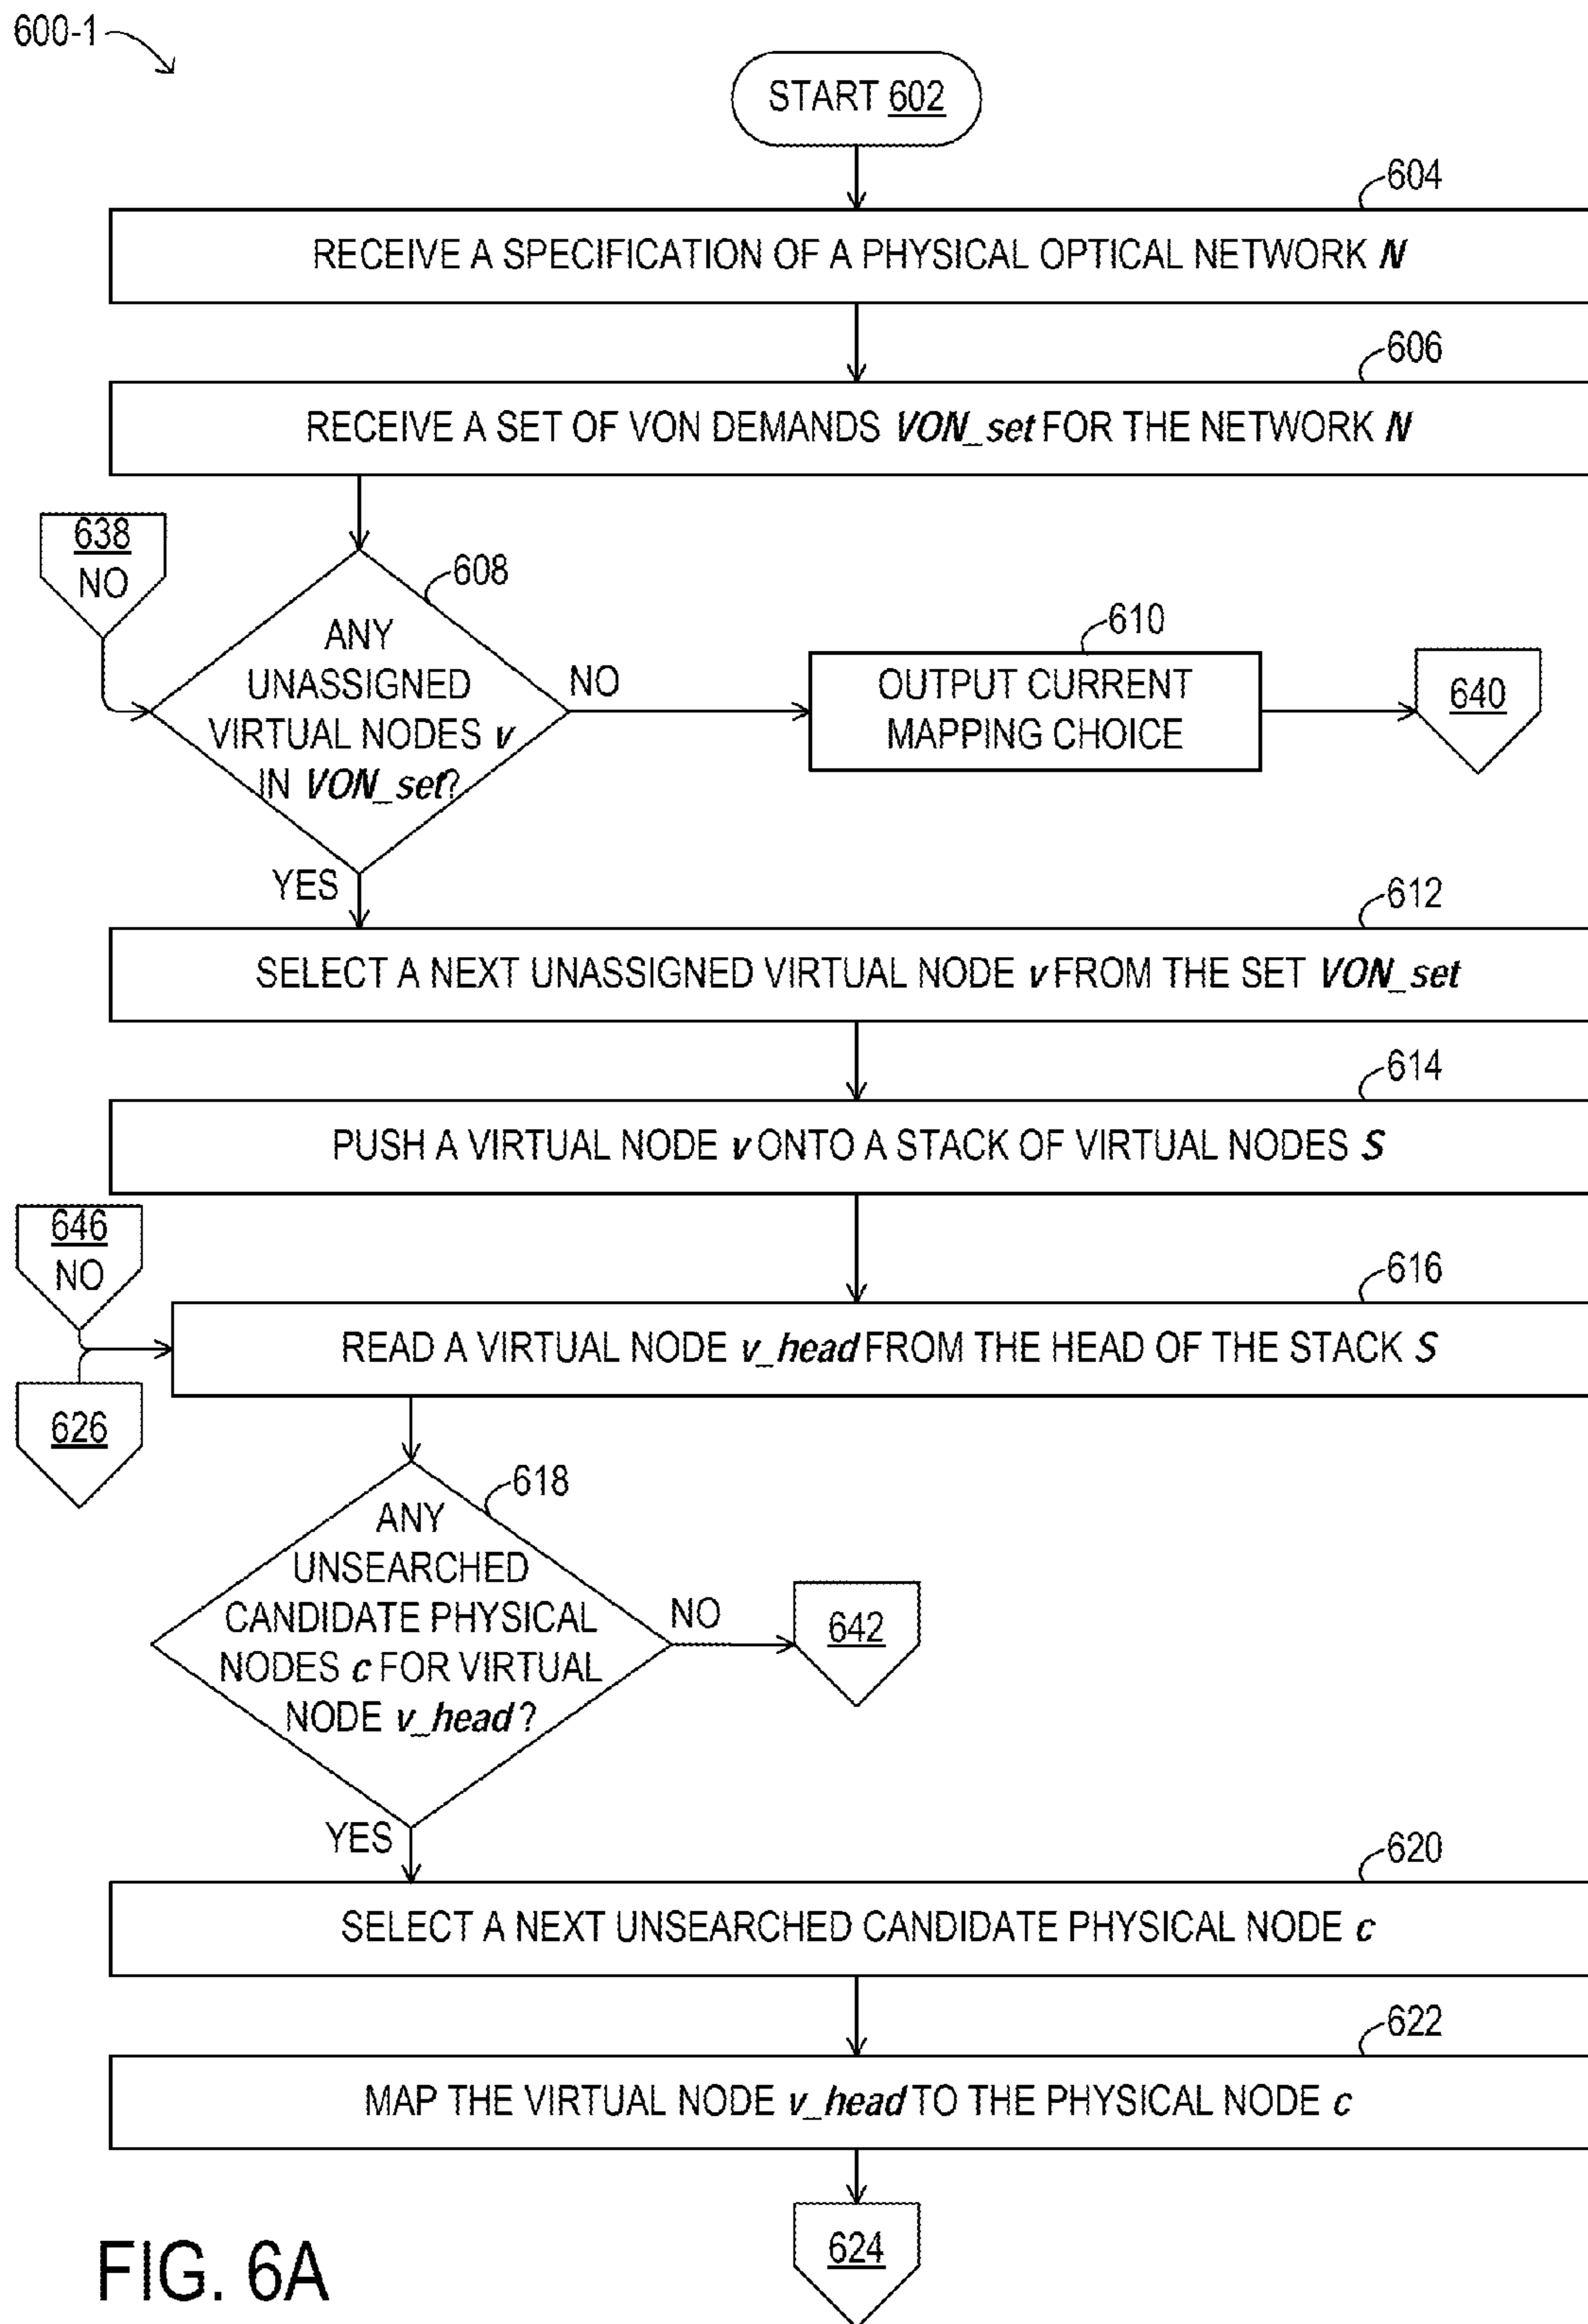 600-1
START 602
604
RECEIVE A SPECIFICATION OF A PHYSICAL OPTICAL NETWORK N
606
RECEIVE A SET OF VON DEMANDS VON_set FOR THE NETWORK N
638
NO
608
ANY
UNASSIGNED
VIRTUAL NODES v
IN VON_set?
NO
610
OUTPUT CURRENT
MAPPING CHOICE
640
YES
612
SELECT A NEXT UNASSIGNED VIRTUAL NODE v FROM THE SET VON_set
614
PUSH A VIRTUAL NODE v ONTO A STACK OF VIRTUAL NODES S
646
NO
616
READ A VIRTUAL NODE v_head FROM THE HEAD OF THE STACK S
626
618
ANY
UNSEARCHED
CANDIDATE PHYSICAL
NODES c FOR VIRTUAL
NODE v_head?
NO
642
YES
620
SELECT A NEXT UNSEARCHED CANDIDATE PHYSICAL NODE c
622
MAP THE VIRTUAL NODE v_head TO THE PHYSICAL NODE c
624
FIG. 6A